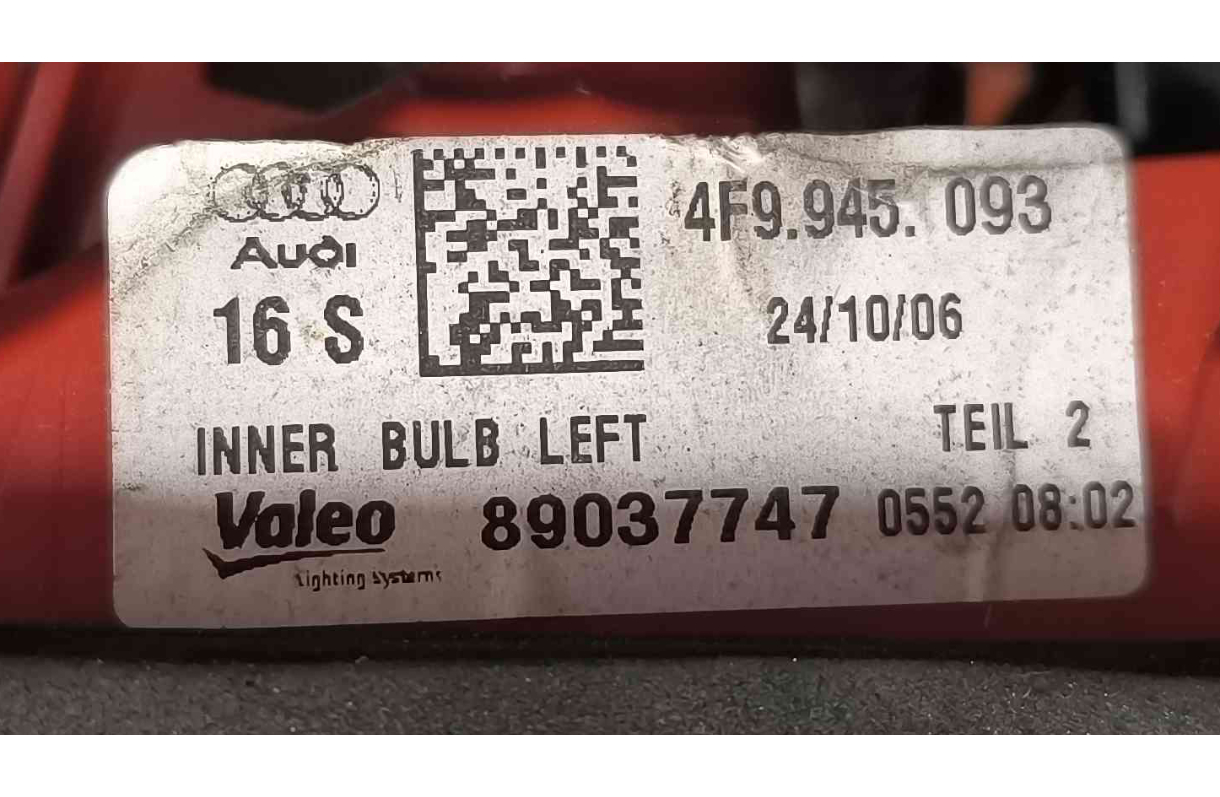 4F9.945. 093
Audi
16 S
24/10/06
INNER BULB LEFT
TEIL 2
Valeo 89037747 0552 08:02
Lighting Systems